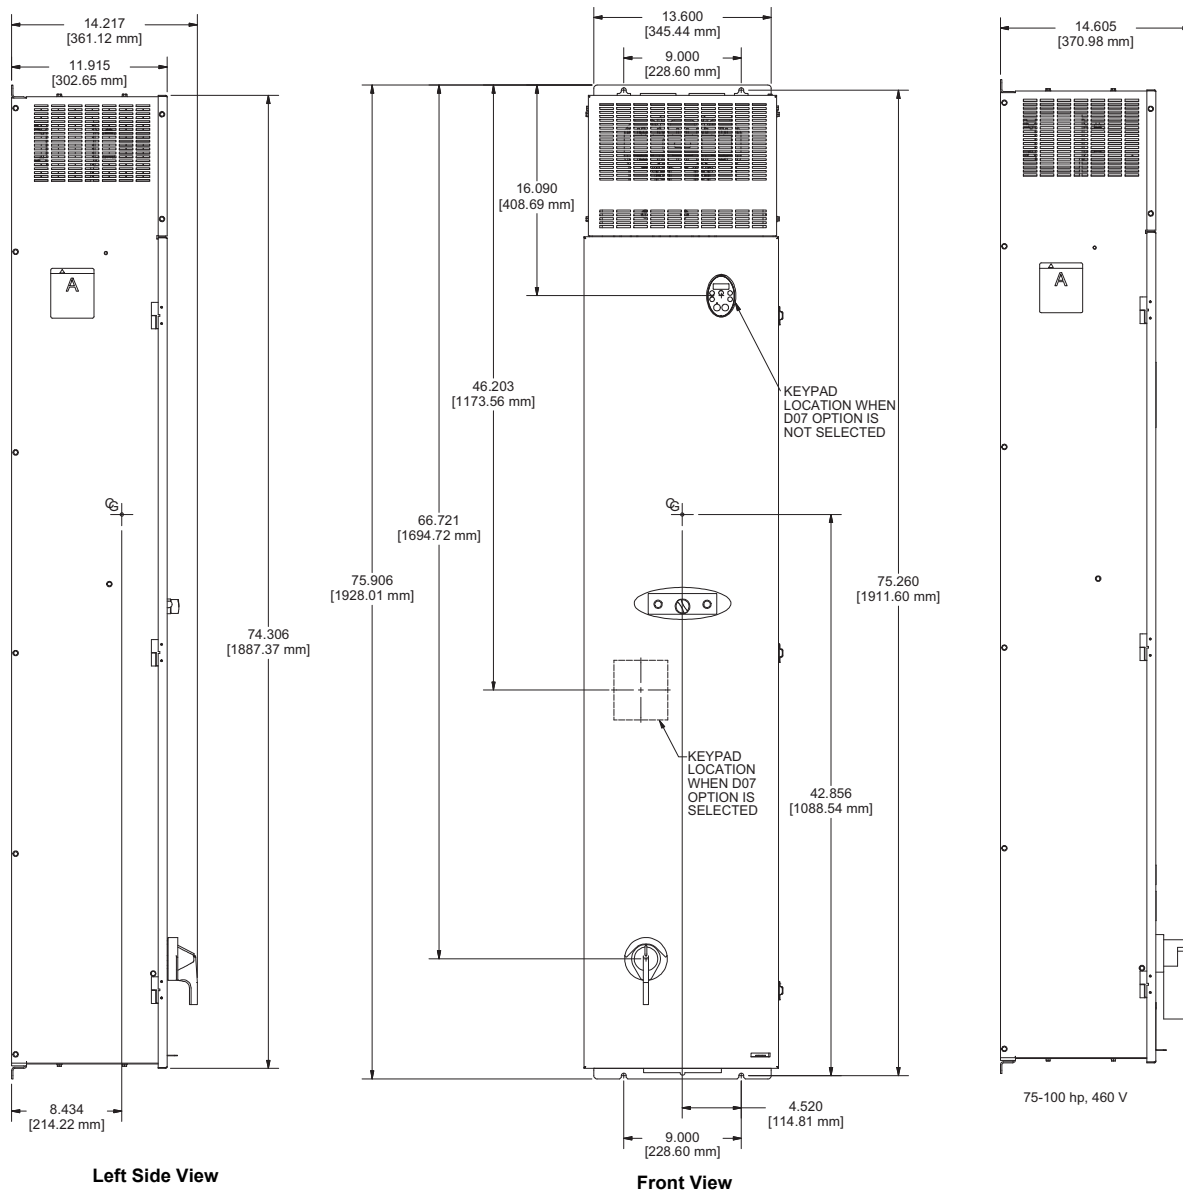 14.217
[361.12 mm]
11.915
[302.65 mm]
A
74.306
[1887.37 mm]
CG
8.434
[214.22 mm]
Left Side View
13.600
[345.44 mm]
9.000
[228.60 mm]
16.090
[408.69 mm]
46.203
[1173.56 mm]
66.721
[1694.72 mm]
75.906
[1928.01 mm]
KEYPAD
LOCATION WHEN
D07 OPTION IS
NOT SELECTED
CG
75.260
[1911.60 mm]
KEYPAD
LOCATION
WHEN D07
OPTION IS
SELECTED
42.856
[1088.54 mm]
4.520
[114.81 mm]
9.000
[228.60 mm]
Front View
14.605
[370.98 mm]
A
75-100 hp, 460 V